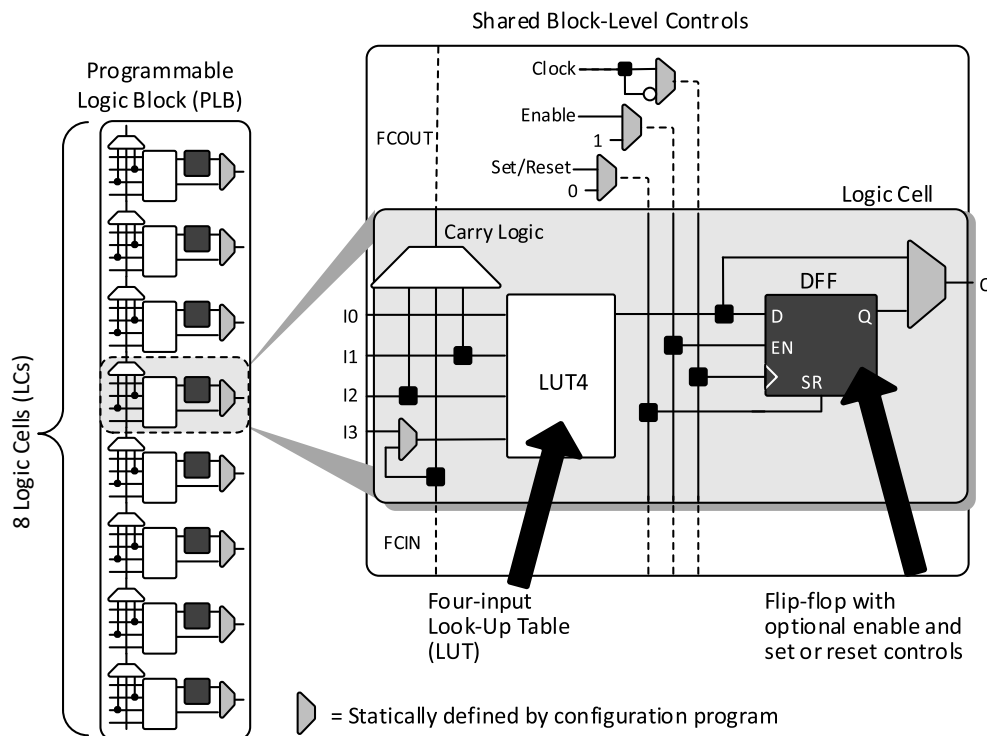 Shared Block-Level Controls
Programmable
Logic Block (PLB)
8 Logic Cells (LCs)
Clock
Enable
1
Set/Reset
0
FCOUT
Logic Cell
Carry Logic
DFF
I0
I1
I2
I3
LUT4
D
Q
EN
SR
O
FCIN
Four-input
Look-Up Table
(LUT)
Flip-flop with
optional enable and
set or reset controls
= Statically defined by configuration program